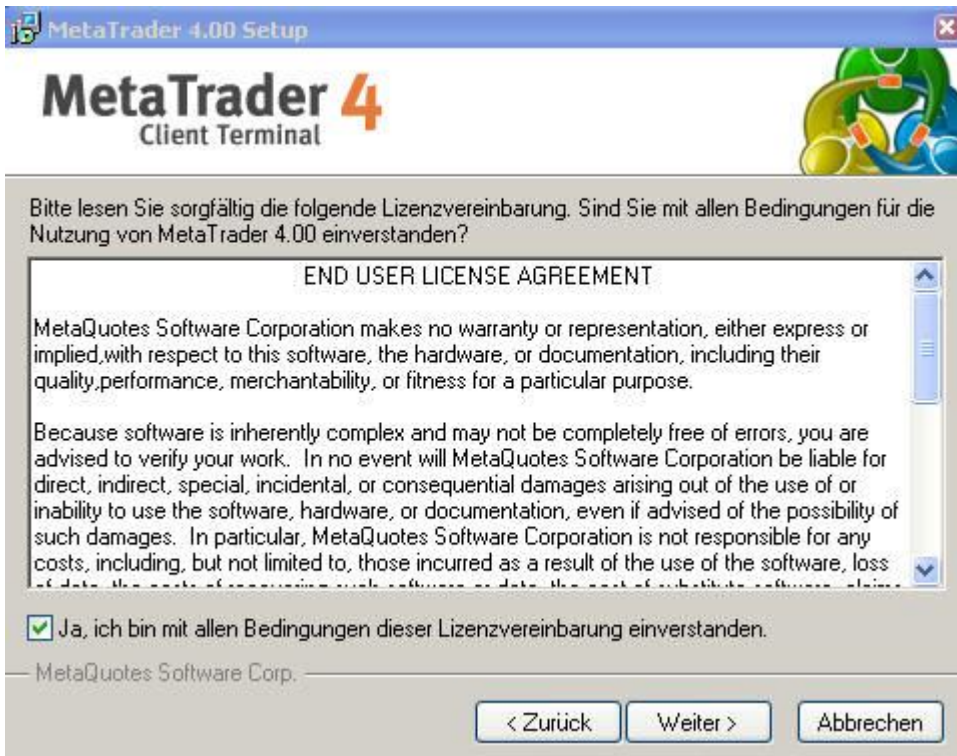 MetaTrader 4.00 Setup
MetaTrader 4
Client Terminal
Bitte lesen Sie sorgfältig die folgende Lizenzvereinbarung. Sind Sie mit allen Bedingungen für die
Nutzung von MetaTrader 4.00 einverstanden?
END USER LICENSE AGREEMENT
MetaQuotes Software Corporation makes no warranty or representation, either express or
implied,with respect to this software, the hardware, or documentation, including their
quality,performance, merchantability, or fitness for a particular purpose.
Because software is inherently complex and may not be completely free of errors, you are
advised to verify your work.  In no event will MetaQuotes Software Corporation be liable for
direct, indirect, special, incidental, or consequential damages arising out of the use of or
inability to use the software, hardware, or documentation, even if advised of the possibility of
such damages.  In particular, MetaQuotes Software Corporation is not responsible for any
costs, including, but not limited to, those incurred as a result of the use of the software, loss
Ja, ich bin mit allen Bedingungen dieser Lizenzvereinbarung einverstanden.
MetaQuotes Software Corp.
< Zurück
Weiter >
Abbrechen